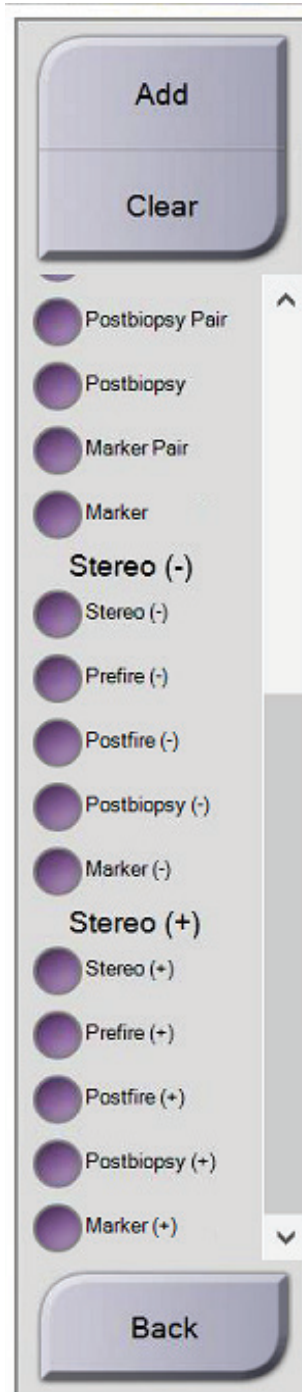 Add
Clear
Postbiopsy Pair
Postbiopsy
Marker Pair
Marker
Stereo (-)
Stereo (-)
Prefire (-)
Postfire (-)
Postbiopsy (-)
Marker (-)
Stereo (+)
Stereo (+)
Prefire (+)
Postfire (+)
Postbiopsy (+)
Marker (+)
Back